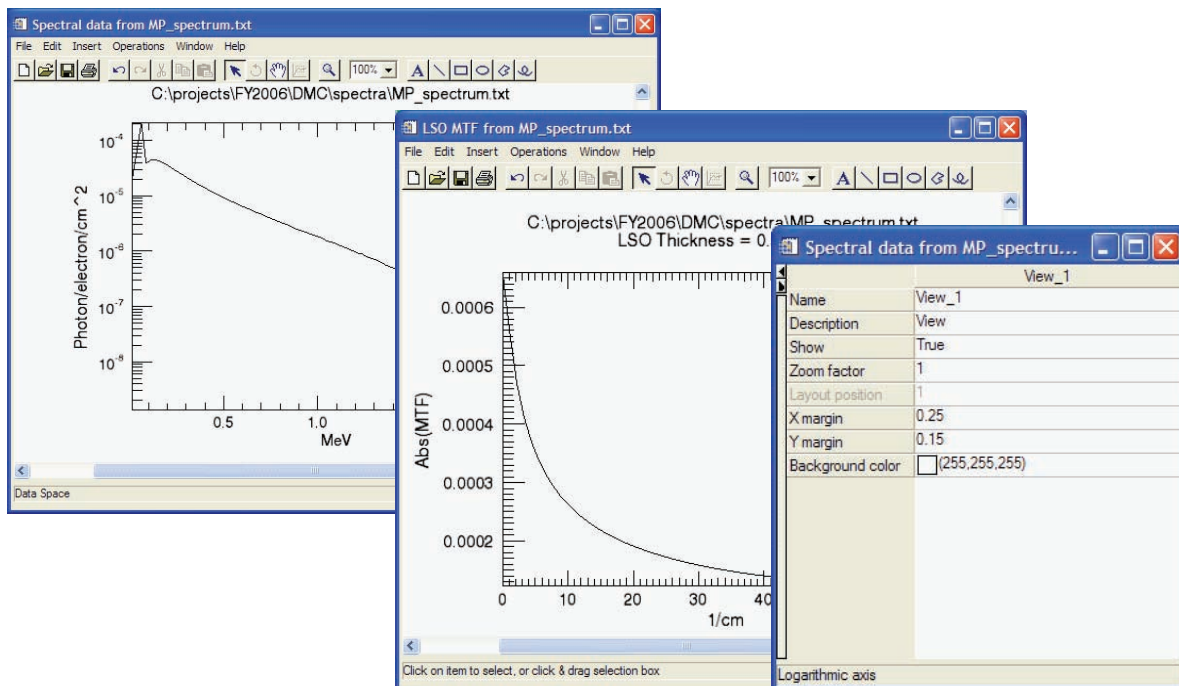 Spectral data from MP_spectrum.txt
File Edit Insert Operations Window Help
100%
C:\projects\FY2006\DMC\spectra\MP_spectrum.txt
10^-4
10^-5
10^-6
10^-7
10^-8
Photon/electron/cm^2
0.5 1.0
MeV
Data Space
LSO MTF from MP_spectrum.txt
File Edit Insert Operations Window Help
100%
C:\projects\FY2006\DMC\spectra\MP_spectrum.txt
LSO Thickness = 0.
0.0006
0.0005
0.0004
0.0003
0.0002
Abs(MTF)
0 10 20 30 40
1/cm
Click on item to select, or click & drag selection box
Spectral data from MP_spectru...
View_1
Name View_1
Description View
Show True
Zoom factor 1
Layout position 1
X margin 0.25
Y margin 0.15
Background color (255,255,255)
Logarithmic axis